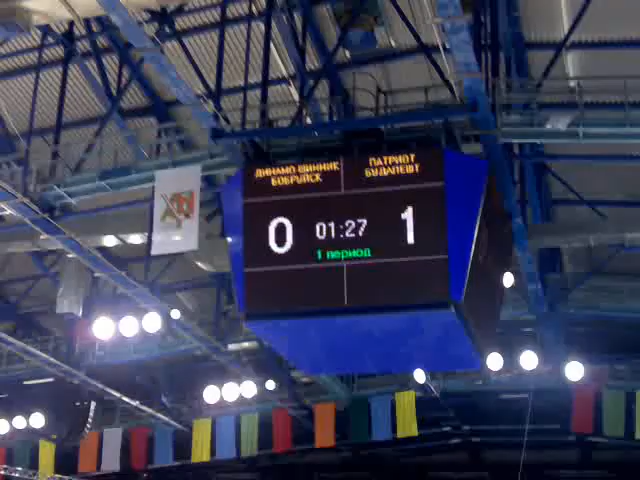 ДИНАМО-ШИННИК
БОБРУЙСК
ПАТРИОТ
БУДАПЕШТ
0 01:27 1
1 период